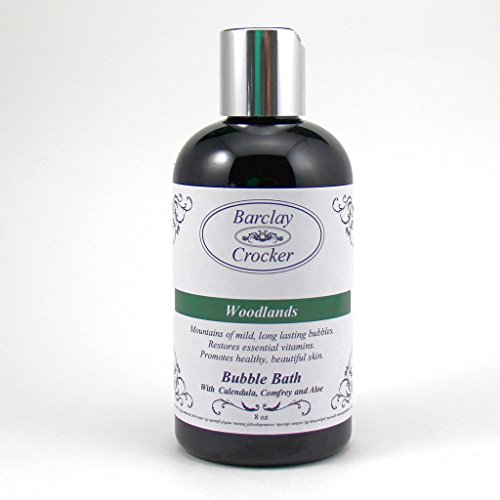 Barclay
Crocker
Woodlands
Mountains of mild, long lasting bubbles.
Restores essential vitamins.
Promotes healthy, beautiful skin.
Bubble Bath
With Calendula, Comfrey and Aloe
8 oz